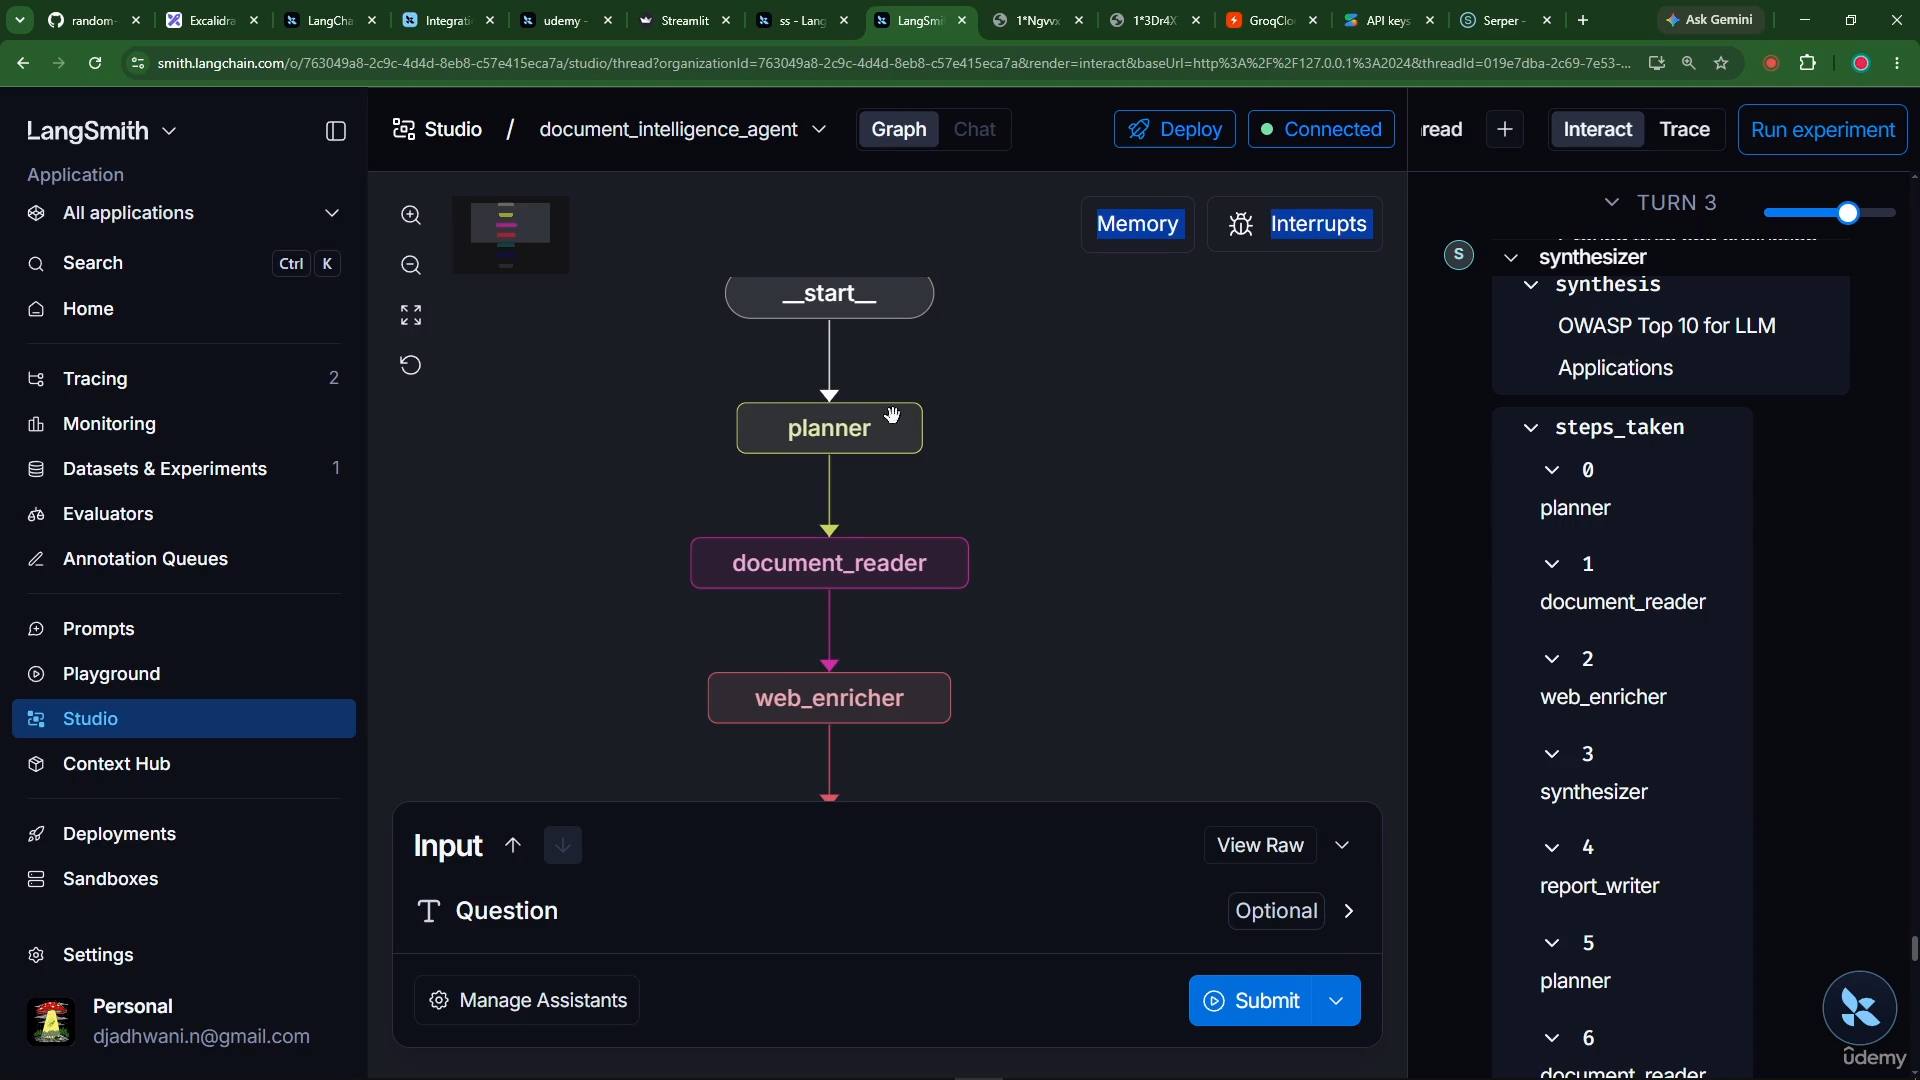 random-
Excalidra
LangCha
Integrati
udemy -
Streamlit
ss - Lang
LangSmi
1*Ngvv
1*3Dr4X
GroqClo
API keys
Serper -
Ask Gemini
smith.langchain.com/o/763049a8-2c9c-4d4d-8eb8-c57e415eca7a/studio/thread?organizationId=763049a8-2c9c-4d4d-8eb8-c57e415eca7a&render=interact&baseUrl=http%3A%2F%2F127.0.0.1%3A2024&threadId=019e7dba-2c69-7e53-...
LangSmith
Application
All applications
Search Ctrl K
Home
Tracing 2
Monitoring
Datasets & Experiments 1
Evaluators
Annotation Queues
Prompts
Playground
Studio
Context Hub
Deployments
Sandboxes
Settings
Personal
djadhwani.n@gmail.com
Studio / document_intelligence_agent Graph Chat Deploy Connected
Memory Interrupts
__start__
planner
document_reader
web_enricher
Input View Raw
Question Optional
Manage Assistants Submit
read + Interact Trace Run experiment
TURN 3
S synthesizer
synthesis
OWASP Top 10 for LLM
Applications
steps_taken
0
planner
1
document_reader
2
web_enricher
3
synthesizer
4
report_writer
5
planner
6
document_reader
ûdemy